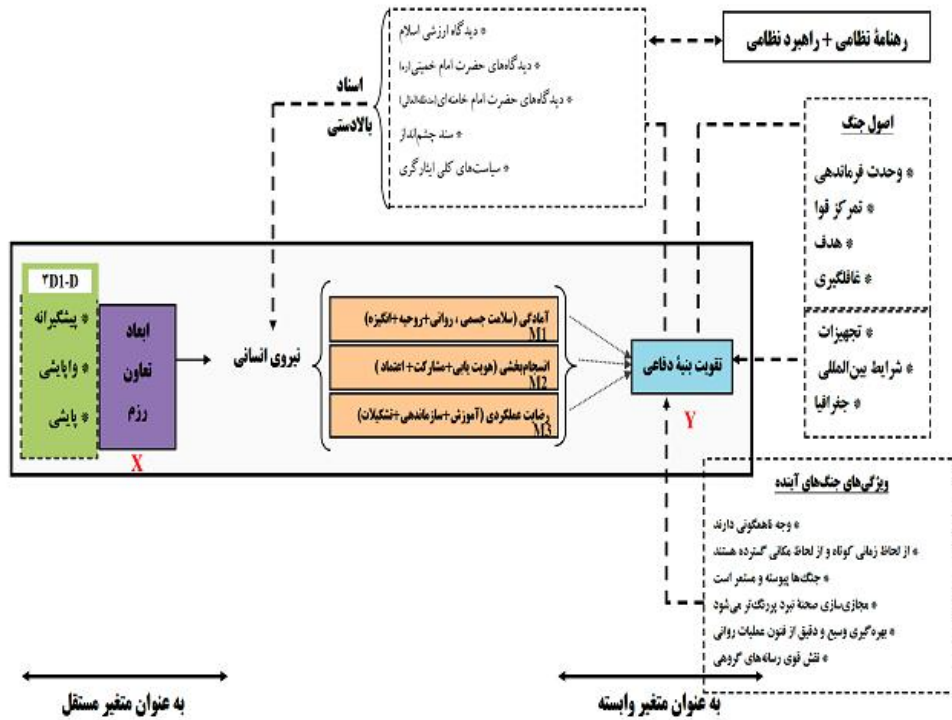 رهنامهٔ نظامی + راهبرد نظامی
* دیدگاه ارزشی اسلام
* دیدگاه‌های حضرت امام خمینی(ره)
* دیدگاه‌های حضرت امام خامنه‌ای(مدظله‌العالی)
* سند چشم‌انداز
* سیاست‌های کلی ایثارگری
اسناد
بالادستی
اصول جنگ
* وحدت فرماندهی
* تمرکز قوا
* هدف
* غافلگیری
* تجهیزات
* شرایط بین‌المللی
* جغرافیا
تقویت بنیهٔ دفاعی
Y
آمادگی (سلامت جسمی ، روانی+روحیه+انگیزه)
M1
انسجام‌بخشی (هویت یابی+مشارکت+ اعتماد )
M2
رضایت عملکردی (آموزش+سازماندهی+تشکیلات)
M3
نیروی انسانی
ابعاد
تعاون
رزم
X
۳D1-D
* پیشگیرانه
* واپایشی
* پایشی
ویژگی‌های جنگ‌های آینده
* وجه ناهمگونی دارند
* از لحاظ زمانی کوتاه و از لحاظ مکانی گسترده هستند
* جنگ‌ها پیوسته و مستمر است
* مجازی‌سازی صحنهٔ نبرد پررنگ‌تر می‌شود
* بهره‌گیری وسیع و دقیق از فنون عملیات روانی
* نقش قوی رسانه‌های گروهی
به عنوان متغیر وابسته
به عنوان متغیر مستقل